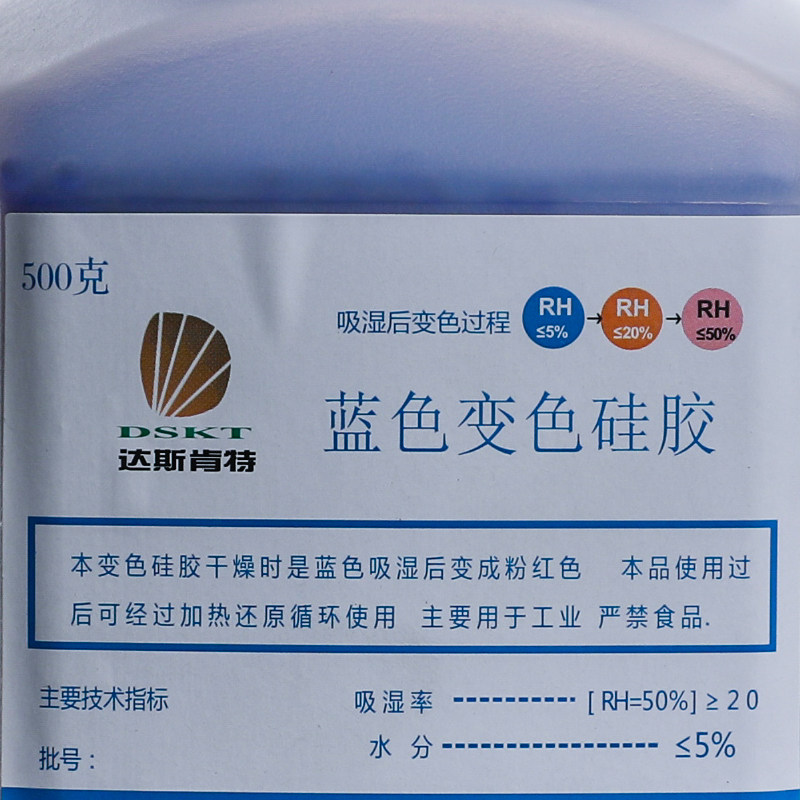 500克
吸湿后变色过程 RH ≤5% → RH ≤20% → RH ≤50%
DSKT
达斯肯特
蓝色变色硅胶
本变色硅胶干燥时是蓝色吸湿后变成粉红色 本品使用过
后可经过加热还原循环使用 主要用于工业 严禁食品.
主要技术指标
吸湿率 ----------- [ RH=50%] ≥ 2 0
水 分 ------------------- ≤5%
批号：